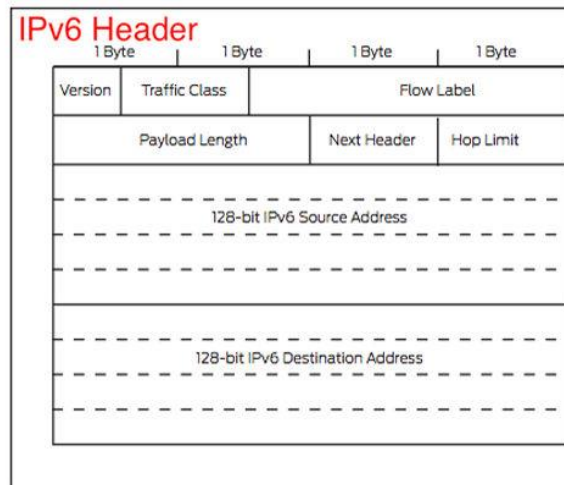 IPv6 Header
1 Byte 1 Byte 1 Byte 1 Byte
Version Traffic Class Flow Label
Payload Length Next Header Hop Limit
128-bit IPv6 Source Address
128-bit IPv6 Destination Address